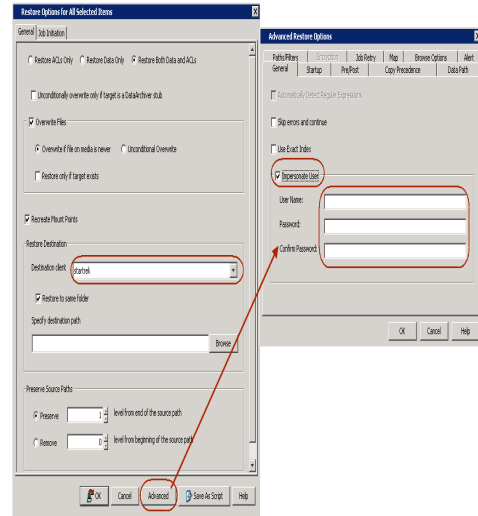 Restore Options for All Selected Items
X
General
Job Initiation
Restore ACLs Only
Restore Data Only
Restore Both Data and ACLs
Unconditionally overwrite only if target is a DataArchiver stub
Overwrite Files
Overwrite if file on media is newer
Unconditional Overwrite
Restore only if target exists
Recreate Mount Points
Restore Destination
Destination client
startrek
Restore to same folder
Specify destination path
Browse
Preserve Source Paths
Preserve
1
level from end of the source path
Remove
0
level from beginning of the source path
OK
Cancel
Advanced
Save As Script
Help
Advanced Restore Options
X
Paths/Filters
Encryption
Job Retry
Map
Browse Options
Alert
General
Startup
Pre/Post
Copy Precedence
Data Path
Automatically Detect Regular Expressions
Skip errors and continue
Use Exact Index
Impersonate User
User Name:
Password:
Confirm Password:
OK
Cancel
Help